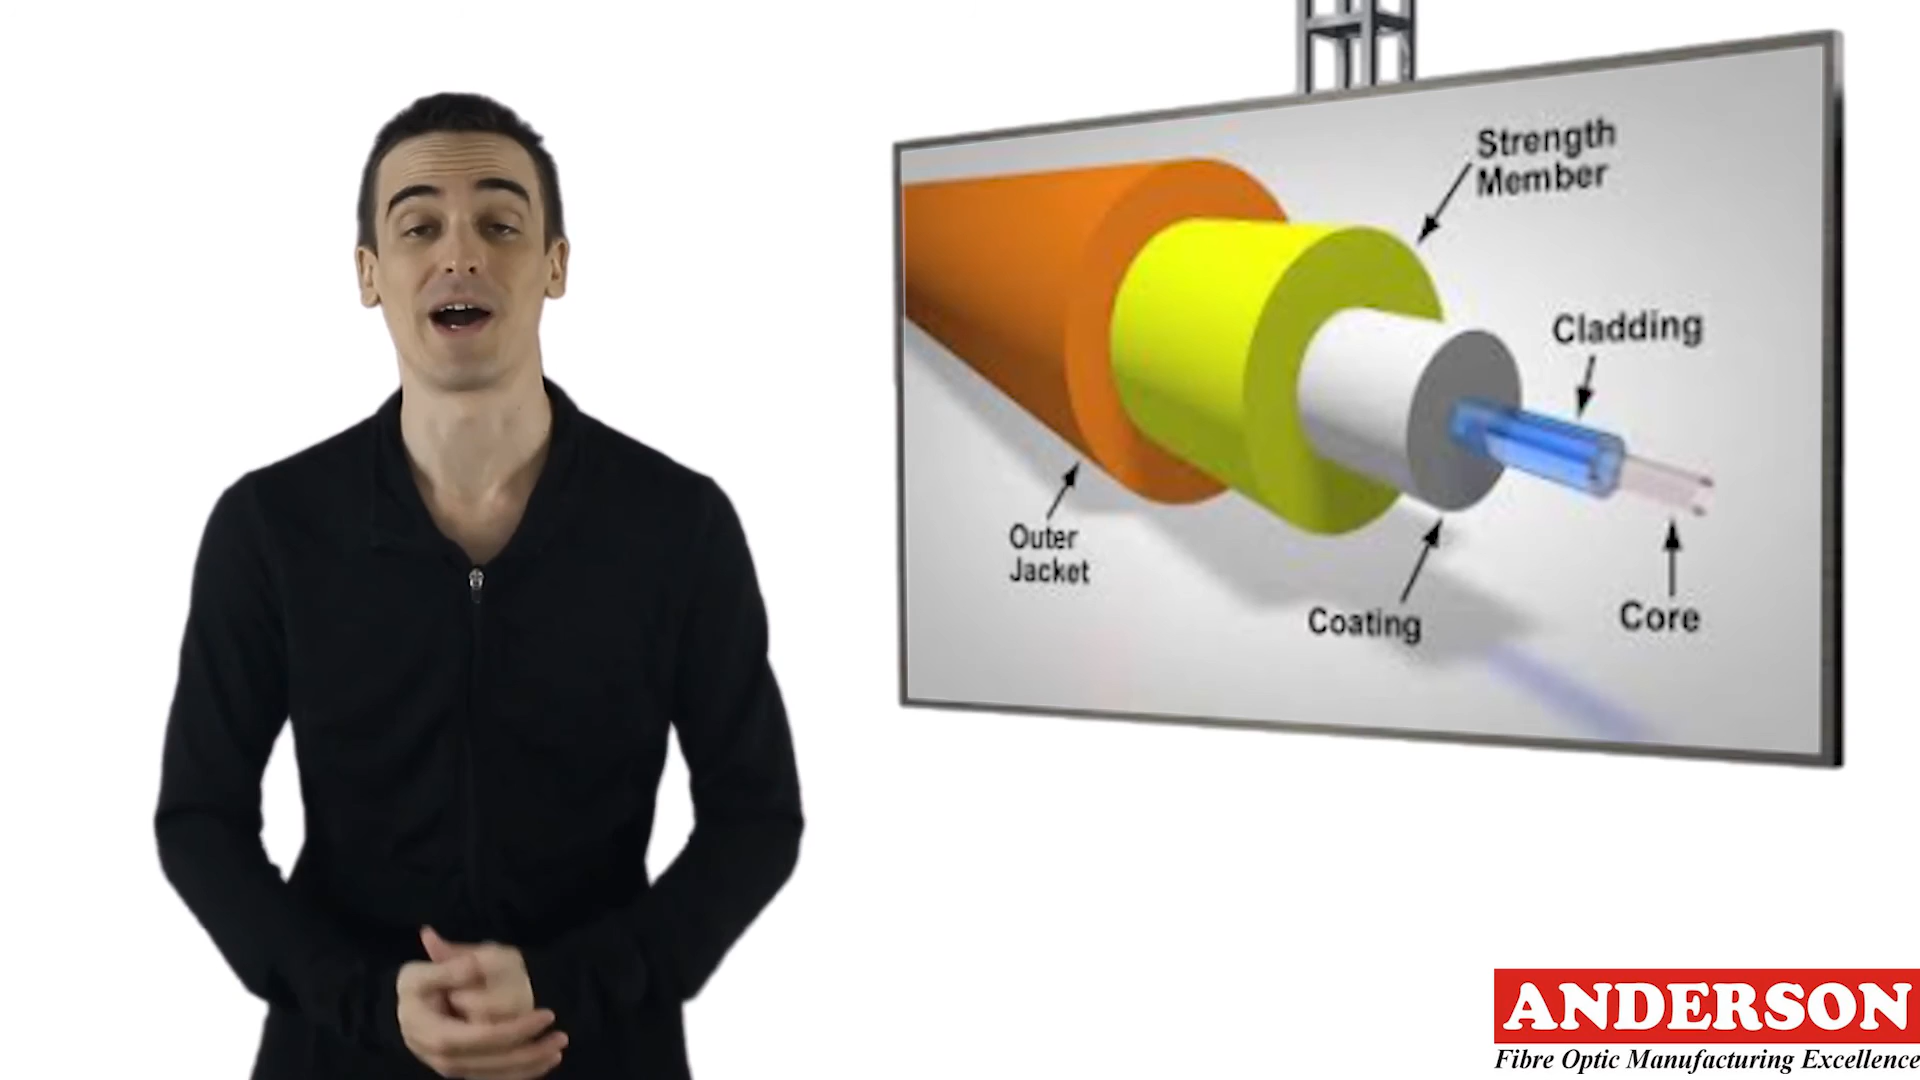 Strength
Member
Cladding
Outer
Jacket
Coating
Core
ANDERSON
Fibre Optic Manufacturing Excellence